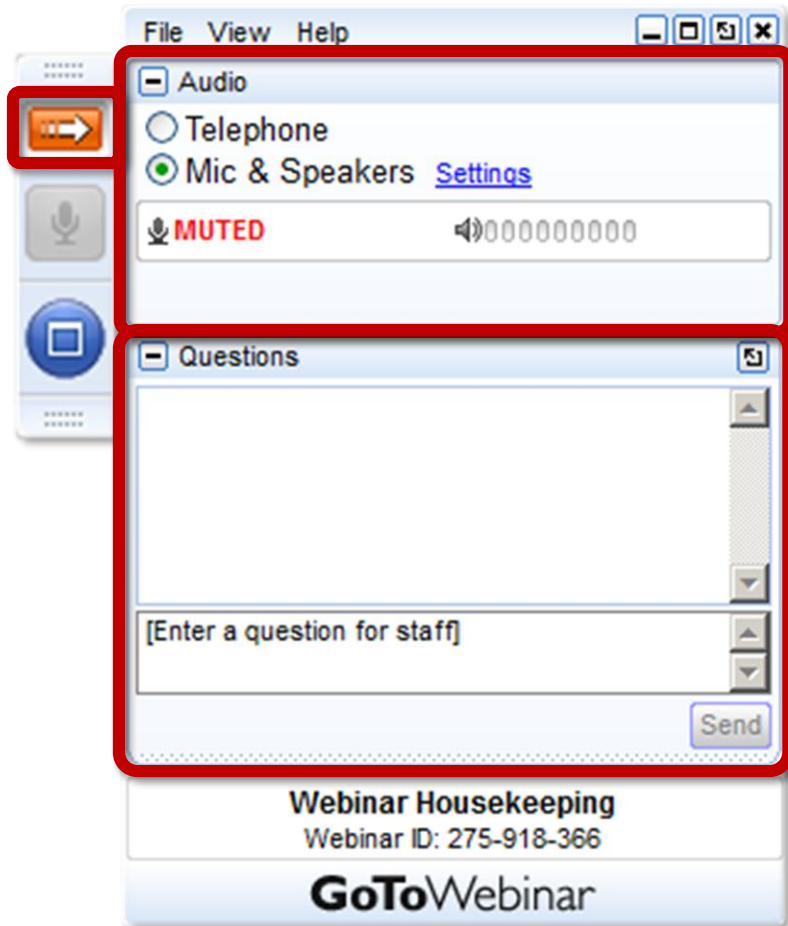 File View Help
Audio
Telephone
Mic & Speakers Settings
MUTED
Questions
[Enter a question for staff]
Send
Webinar Housekeeping
Webinar ID: 275-918-366
GoToWebinar